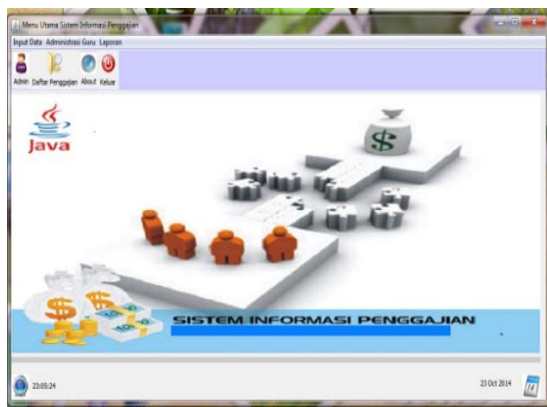 Menu Utama Sistem Informasi Penggajian
Input Data Administrasi Guru Laporan
Admin Daftar Penggajian About Keluar
Java
$
$ $
SISTEM INFORMASI PENGGAJIAN
23:05:24
23 Oct 2014
14